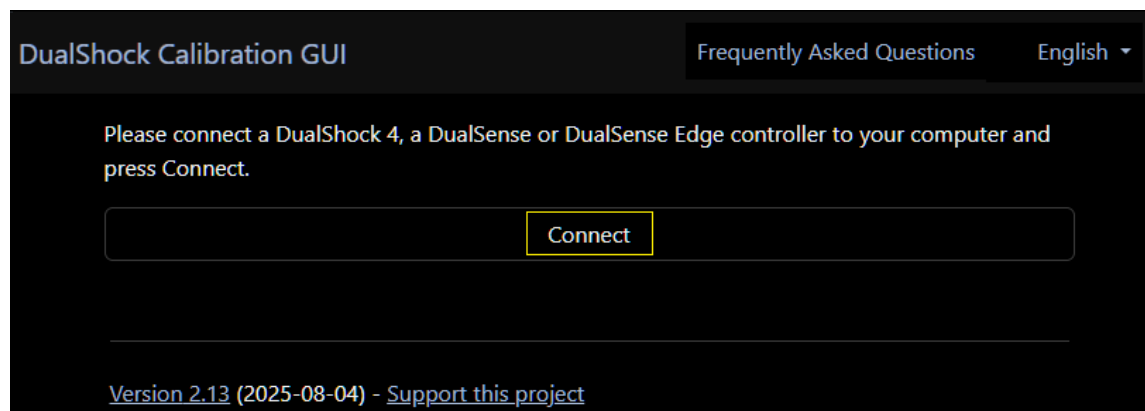 DualShock Calibration GUI
Frequently Asked Questions
English
Please connect a DualShock 4, a DualSense or DualSense Edge controller to your computer and
press Connect.
Connect
Version 2.13 (2025-08-04) - Support this project